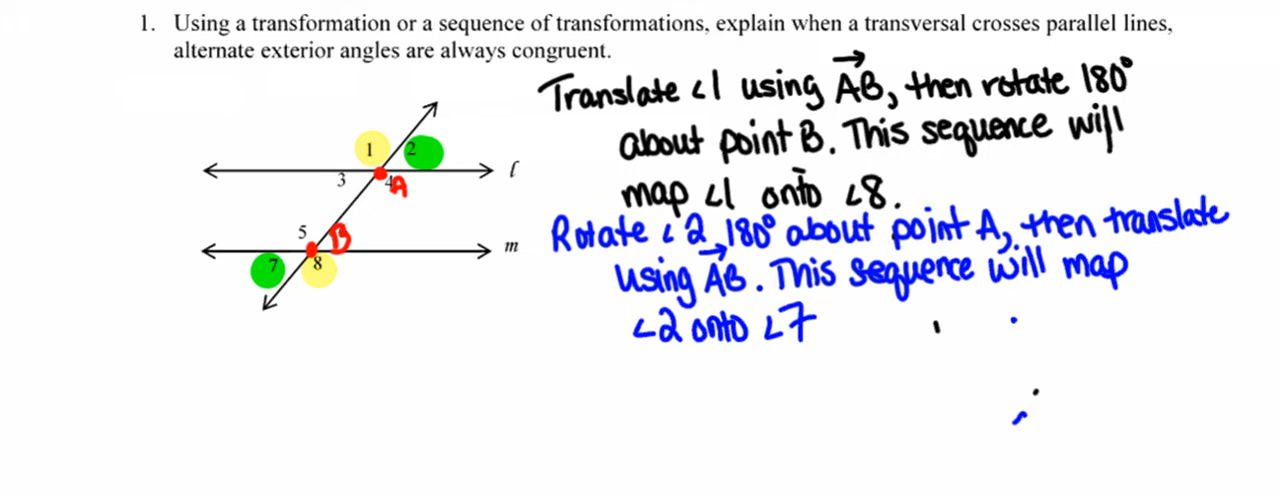 1. Using a transformation or a sequence of transformations, explain when a transversal crosses parallel lines,
alternate exterior angles are always congruent.
Translate ∠1 using AB, then rotate 180°
about point B. This sequence will
map ∠1 onto ∠8.
Rotate ∠2 180° about point A, then translate
using AB. This sequence will map
∠2 onto ∠7
1 2
l
3 4 A
5 B
m
7 8